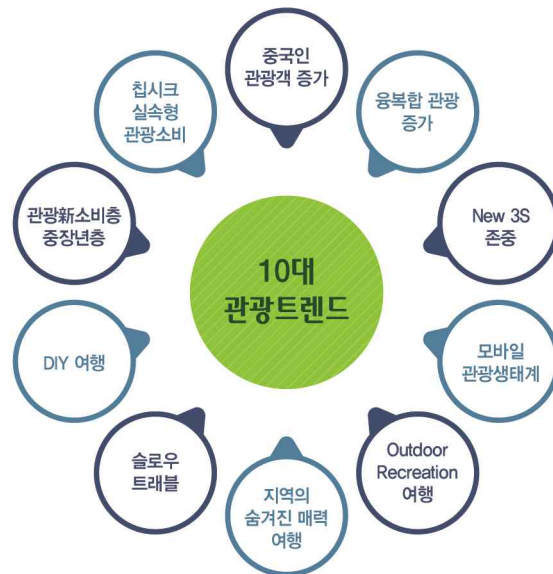 중국인
관광객 증가
융복합 관광
증가
New 3S
존중
모바일
관광생태계
Outdoor
Recreation
여행
지역의
숨겨진 매력
여행
슬로우
트래블
DIY 여행
관광新소비층
중장년층
칩시크
실속형
관광소비
10대
관광트렌드